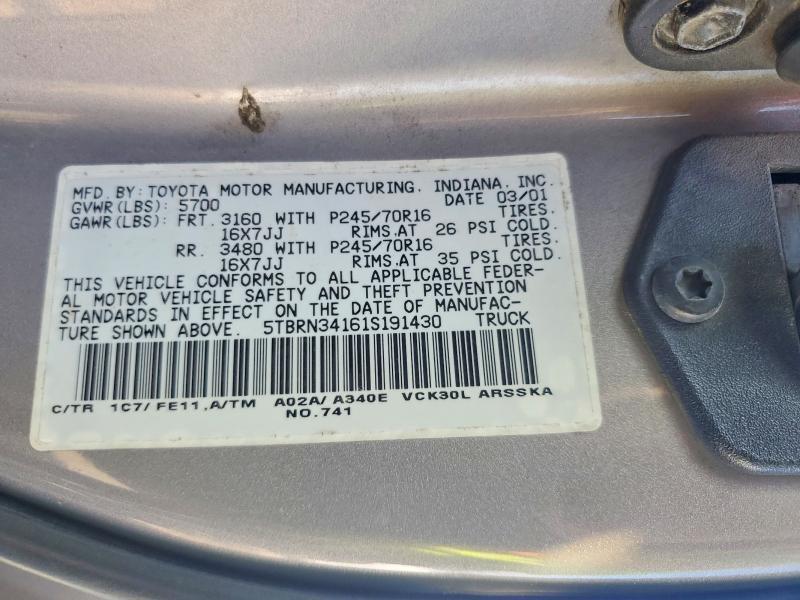 MFD. BY: TOYOTA MOTOR MANUFACTURING, INDIANA, INC.
GVWR(LBS): 5700 DATE 03/01
GAWR(LBS): FRT. 3160 WITH P245/70R16 TIRES.
16X7JJ RIMS.AT 26 PSI COLD.
RR. 3480 WITH P245/70R16 TIRES.
16X7JJ RIMS.AT 35 PSI COLD.
THIS VEHICLE CONFORMS TO ALL APPLICABLE FEDER-
AL MOTOR VEHICLE SAFETY AND THEFT PREVENTION
STANDARDS IN EFFECT ON THE DATE OF MANUFAC-
TURE SHOWN ABOVE. 5TBRN34161S191430 TRUCK
C/TR 1C7/FE11,A/TM A02A/A340E VCK30L ARSSKA
NO.741